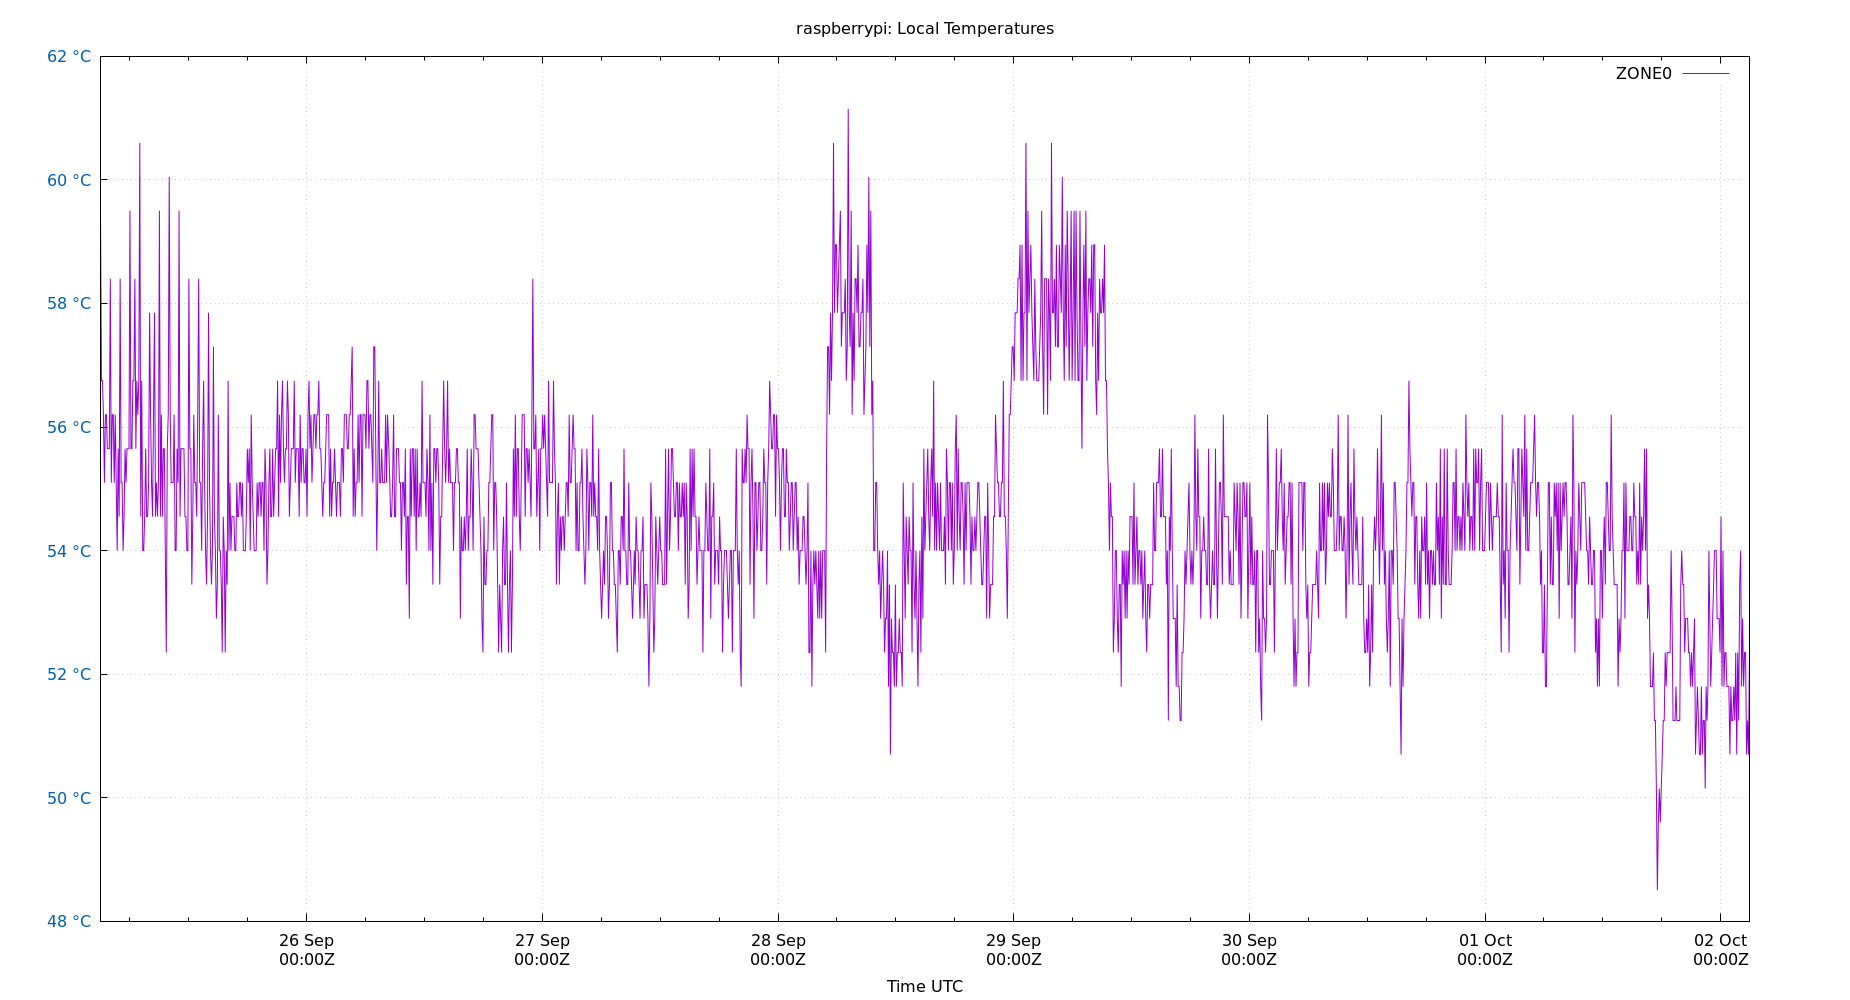 raspberrypi: Local Temperatures
62 °C
ZONE0
60 °C
58 °C
56 °C
54 °C
52 °C
50 °C
48 °C
26 Sep 27 Sep 28 Sep 29 Sep 30 Sep 01 Oct 02 Oct
00:00Z 00:00Z 00:00Z 00:00Z 00:00Z 00:00Z 00:00Z
Time UTC